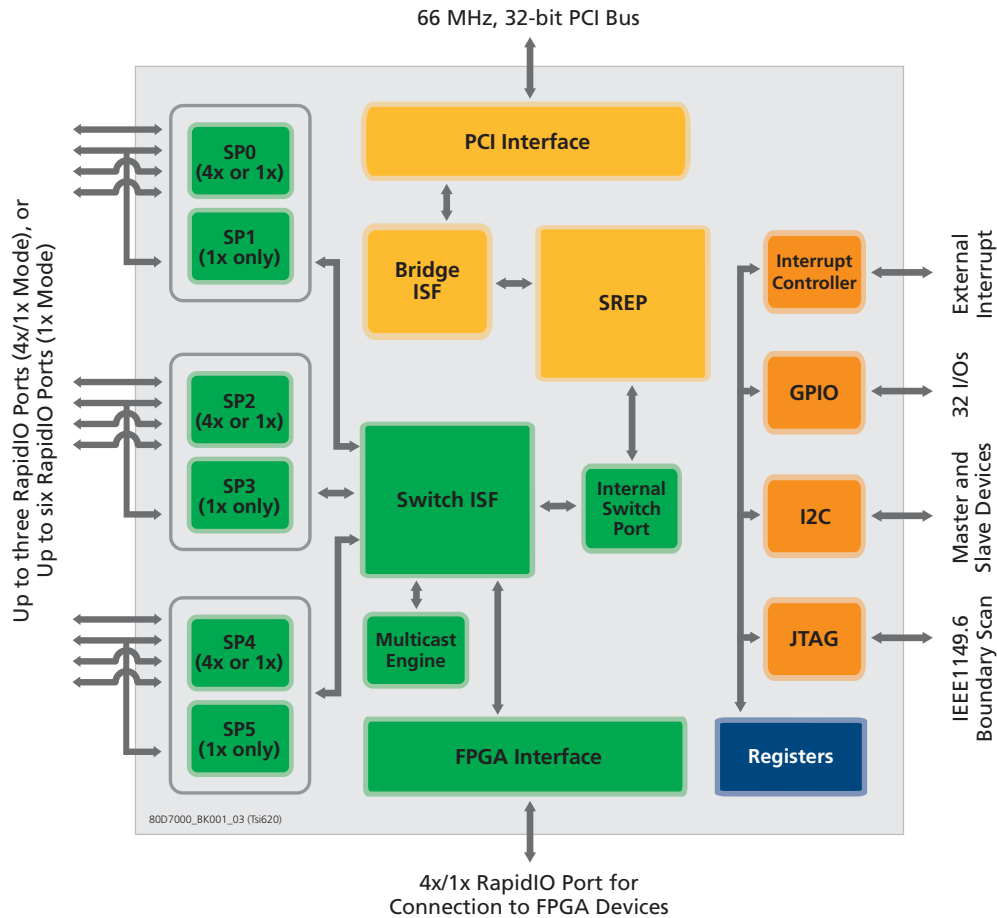 66 MHz, 32-bit PCI Bus
Up to three RapidIO Ports (4x/1x Mode), or
Up to six RapidIO Ports (1x Mode)
SP0
(4x or 1x)
SP1
(1x only)
SP2
(4x or 1x)
SP3
(1x only)
SP4
(4x or 1x)
SP5
(1x only)
PCI Interface
Bridge
ISF
SREP
Switch ISF
Internal
Switch
Port
Multicast
Engine
FPGA Interface
Interrupt
Controller
GPIO
I2C
JTAG
Registers
External
Interrupt
32 I/Os
Master and
Slave Devices
IEEE1149.6
Boundary Scan
80D7000_BK001_03 (Tsi620)
4x/1x RapidIO Port for
Connection to FPGA Devices